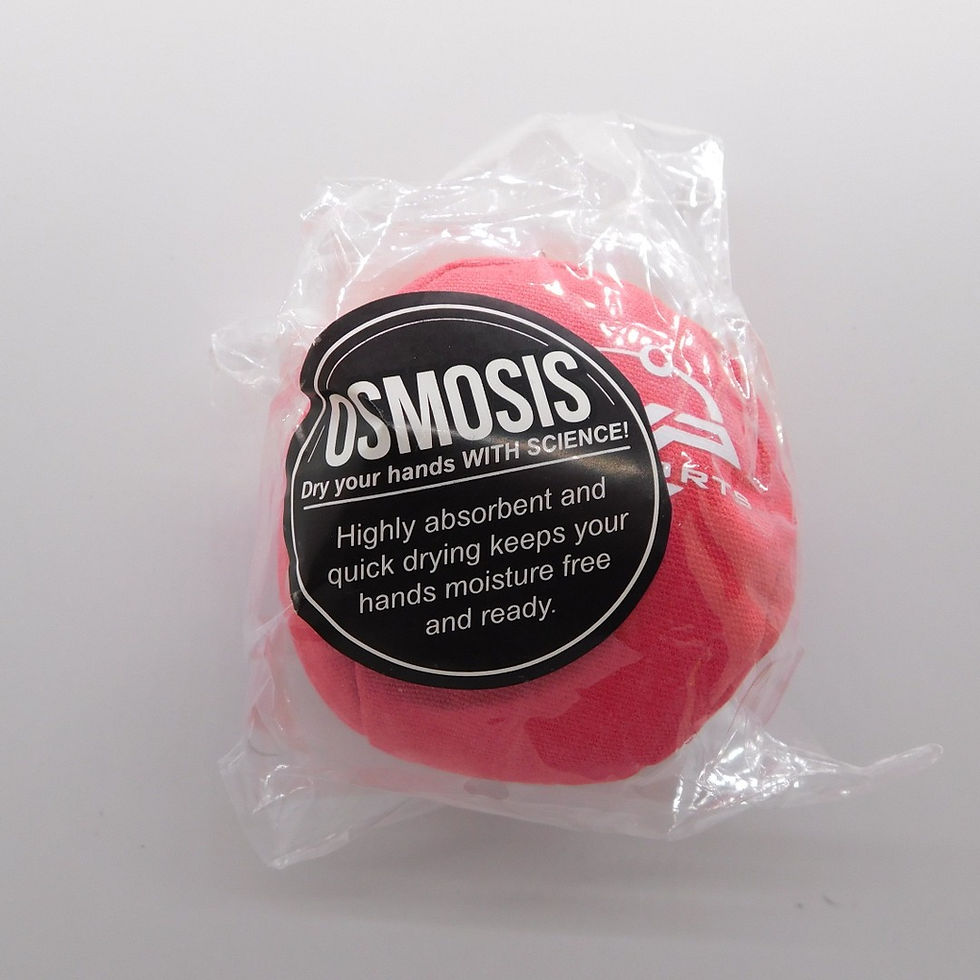 OSMOSIS
Dry your hands WITH SCIENCE!
Highly absorbent and
quick drying keeps your
hands moisture free
and ready.